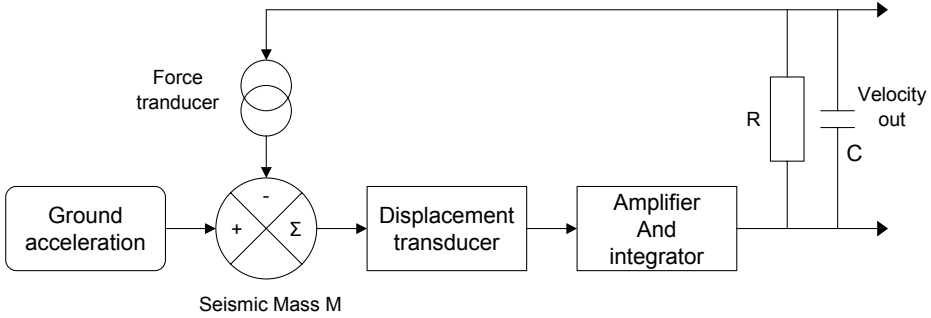 Force
tranducer
R
Velocity
out
C
-
+
Σ
Ground
acceleration
Displacement
transducer
Amplifier
And
integrator
Seismic Mass M